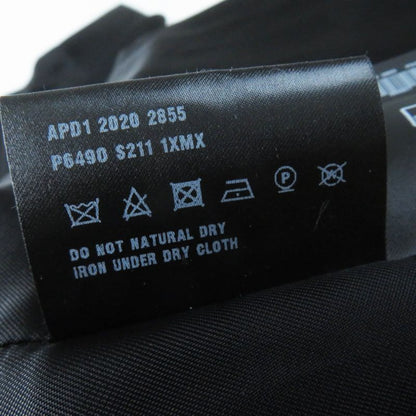 APD1 2020 2855
P6490 S211 1XMX
P
DO NOT NATURAL DRY
IRON UNDER DRY CLOTH